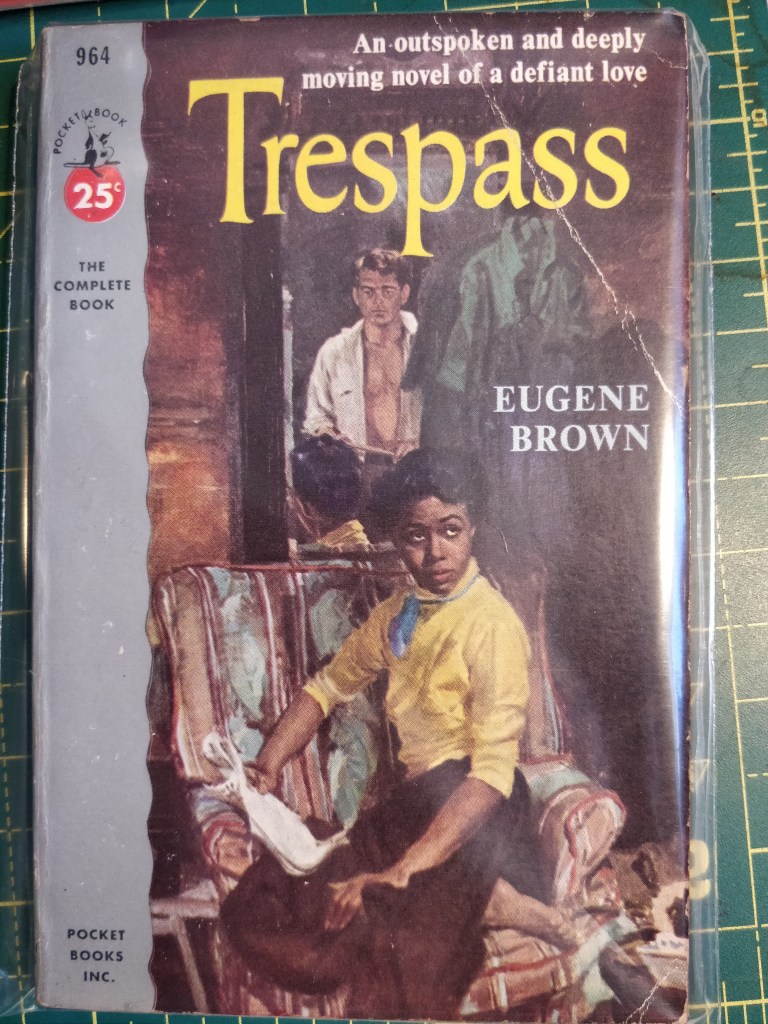 964
POCKET BOOK
25c
THE
COMPLETE
BOOK
POCKET
BOOKS
INC.
An outspoken and deeply
moving novel of a defiant love
Trespass
EUGENE
BROWN